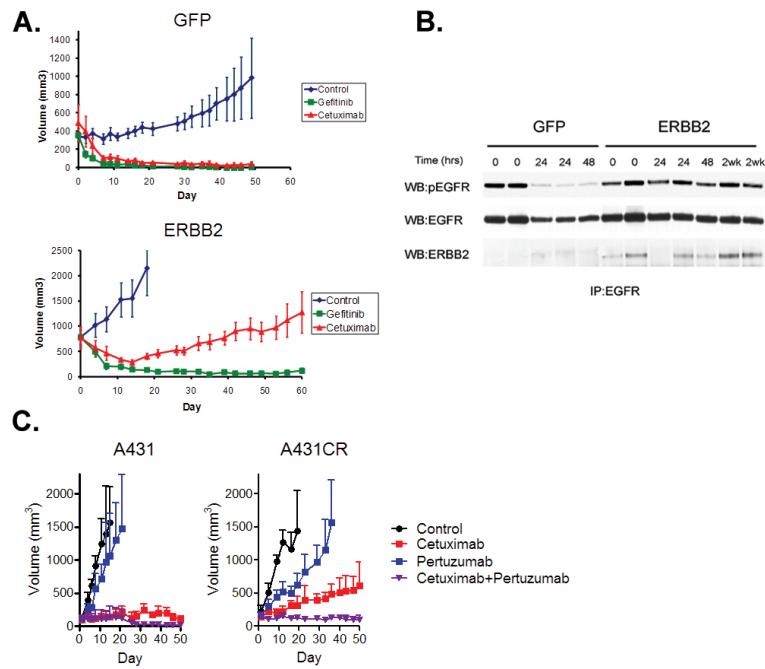 A.
GFP
Volume (mm3)
1400
1200
1000
800
600
400
200
0
0 10 20 30 40 50 60
Day
Control
Gefitinib
Cetuximab
ERBB2
Volume (mm3)
2500
2000
1500
1000
500
0
0 10 20 30 40 50 60
Day
Control
Gefitinib
Cetuximab
B.
GFP ERBB2
Time (hrs) 0 0 24 24 48 0 0 24 24 48 2wk 2wk
WB:pEGFR
WB:EGFR
WB:ERBB2
IP:EGFR
C.
A431
Volume (mm3)
2000
1500
1000
500
0
0 10 20 30 40 50
Day
A431CR
Volume (mm3)
2000
1500
1000
500
0
0 10 20 30 40 50
Day
Control
Cetuximab
Pertuzumab
Cetuximab+Pertuzumab